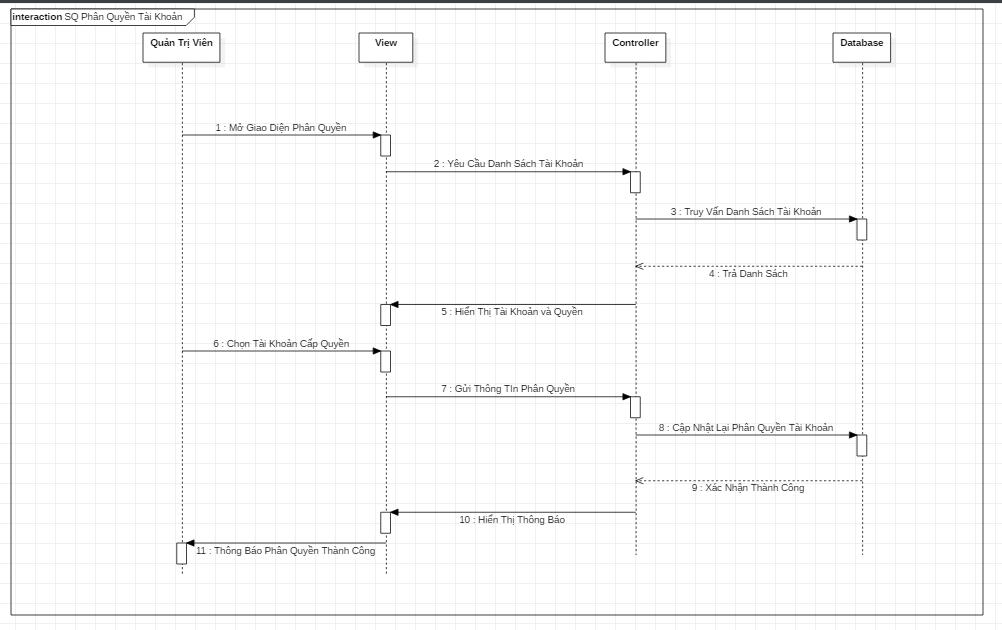 interaction SQ Phân Quyền Tài Khoản
Quản Trị Viên
View
Controller
Database
1 : Mở Giao Diện Phân Quyền
2 : Yêu Cầu Danh Sách Tài Khoản
3 : Truy Vấn Danh Sách Tài Khoản
4 : Trả Danh Sách
5 : Hiển Thị Tài Khoản và Quyền
6 : Chọn Tài Khoản Cấp Quyền
7 : Gửi Thông TIn Phân Quyền
8 : Cập Nhật Lại Phân Quyền Tài Khoản
9 : Xác Nhận Thành Công
10 : Hiển Thị Thông Báo
11 : Thông Báo Phân Quyền Thành Công